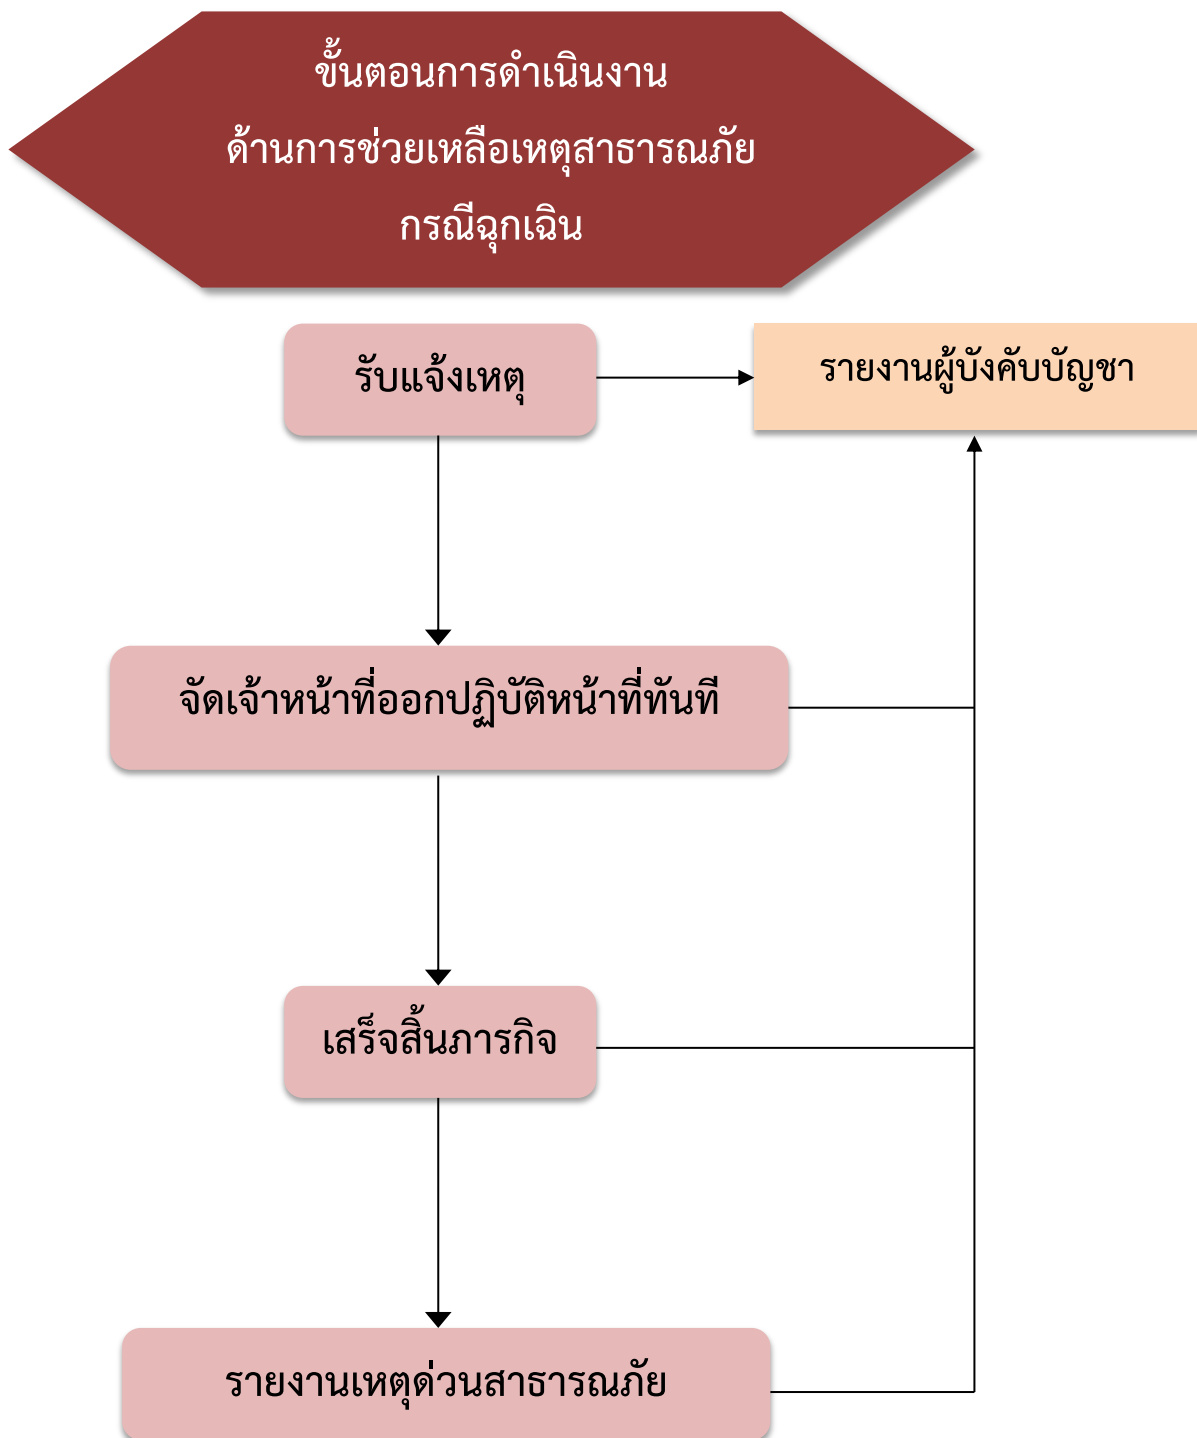 ขั้นตอนการดำเนินงาน
ด้านการช่วยเหลือเหตุสาธารณภัย
กรณีฉุกเฉิน
รับแจ้งเหตุ
รายงานผู้บังคับบัญชา
จัดเจ้าหน้าที่ออกปฏิบัติหน้าที่ทันที
เสร็จสิ้นภารกิจ
รายงานเหตุด่วนสาธารณภัย